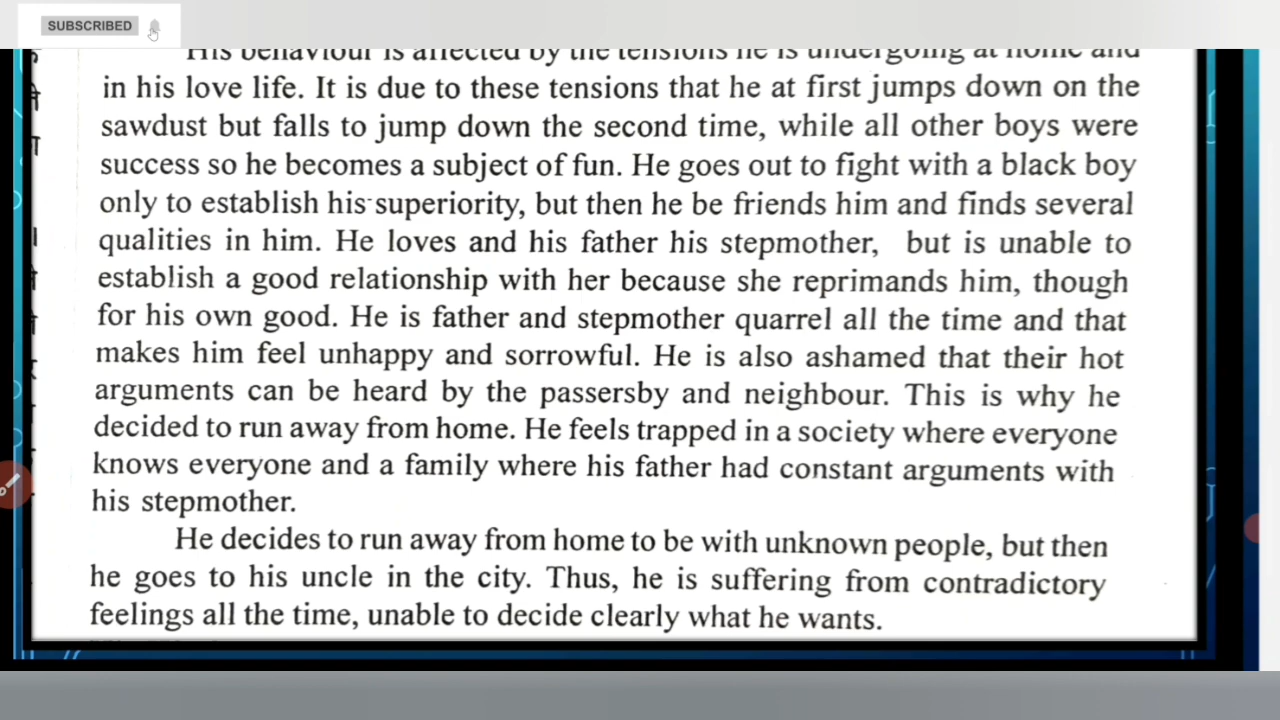 SUBSCRIBED
His behaviour is affected by the tensions he is undergoing at home and
in his love life. It is due to these tensions that he at first jumps down on the
sawdust but falls to jump down the second time, while all other boys were
success so he becomes a subject of fun. He goes out to fight with a black boy
only to establish his superiority, but then he be friends him and finds several
qualities in him. He loves and his father his stepmother, but is unable to
establish a good relationship with her because she reprimands him, though
for his own good. He is father and stepmother quarrel all the time and that
makes him feel unhappy and sorrowful. He is also ashamed that their hot
arguments can be heard by the passersby and neighbour. This is why he
decided to run away from home. He feels trapped in a society where everyone
knows everyone and a family where his father had constant arguments with
his stepmother.
He decides to run away from home to be with unknown people, but then
he goes to his uncle in the city. Thus, he is suffering from contradictory
feelings all the time, unable to decide clearly what he wants.